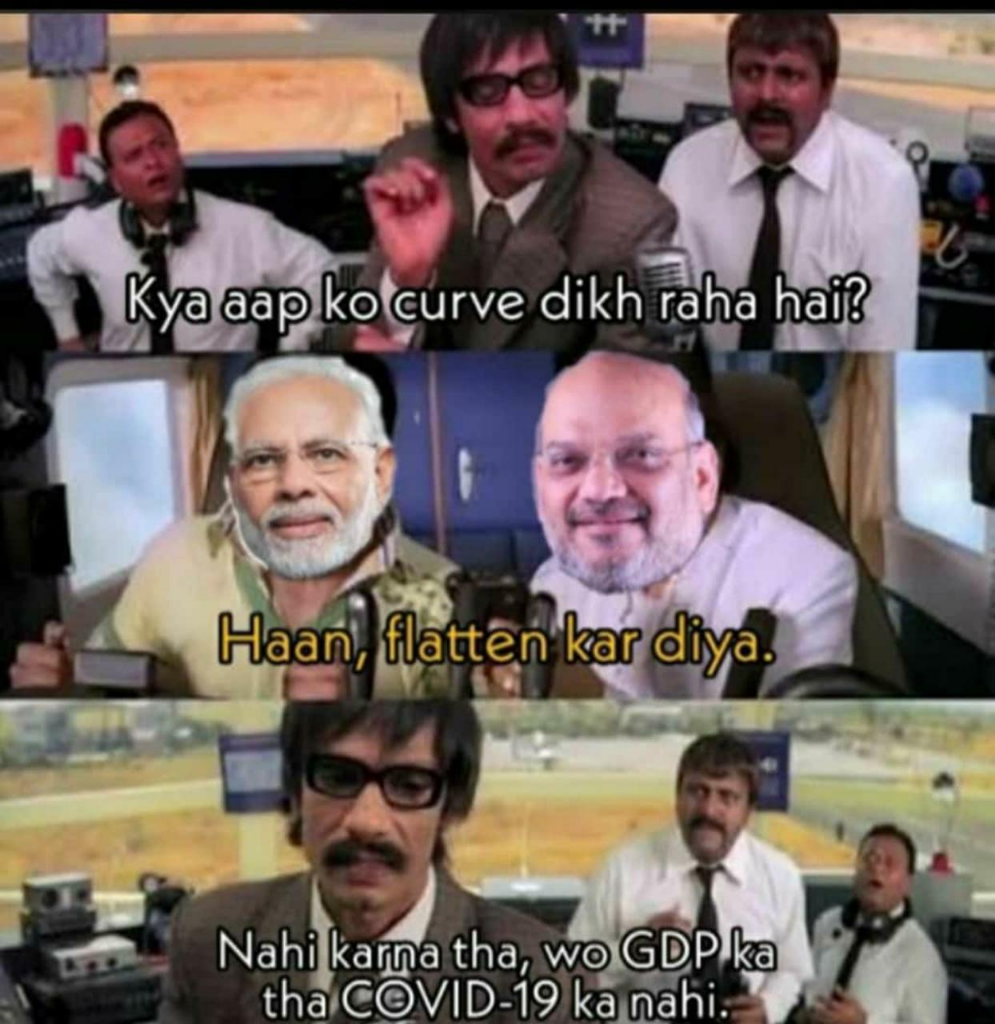 Kya aap ko curve dikh raha hai?
Haan, flatten kar diya.
Nahi karna tha, wo GDP ka
tha COVID-19 ka nahi.